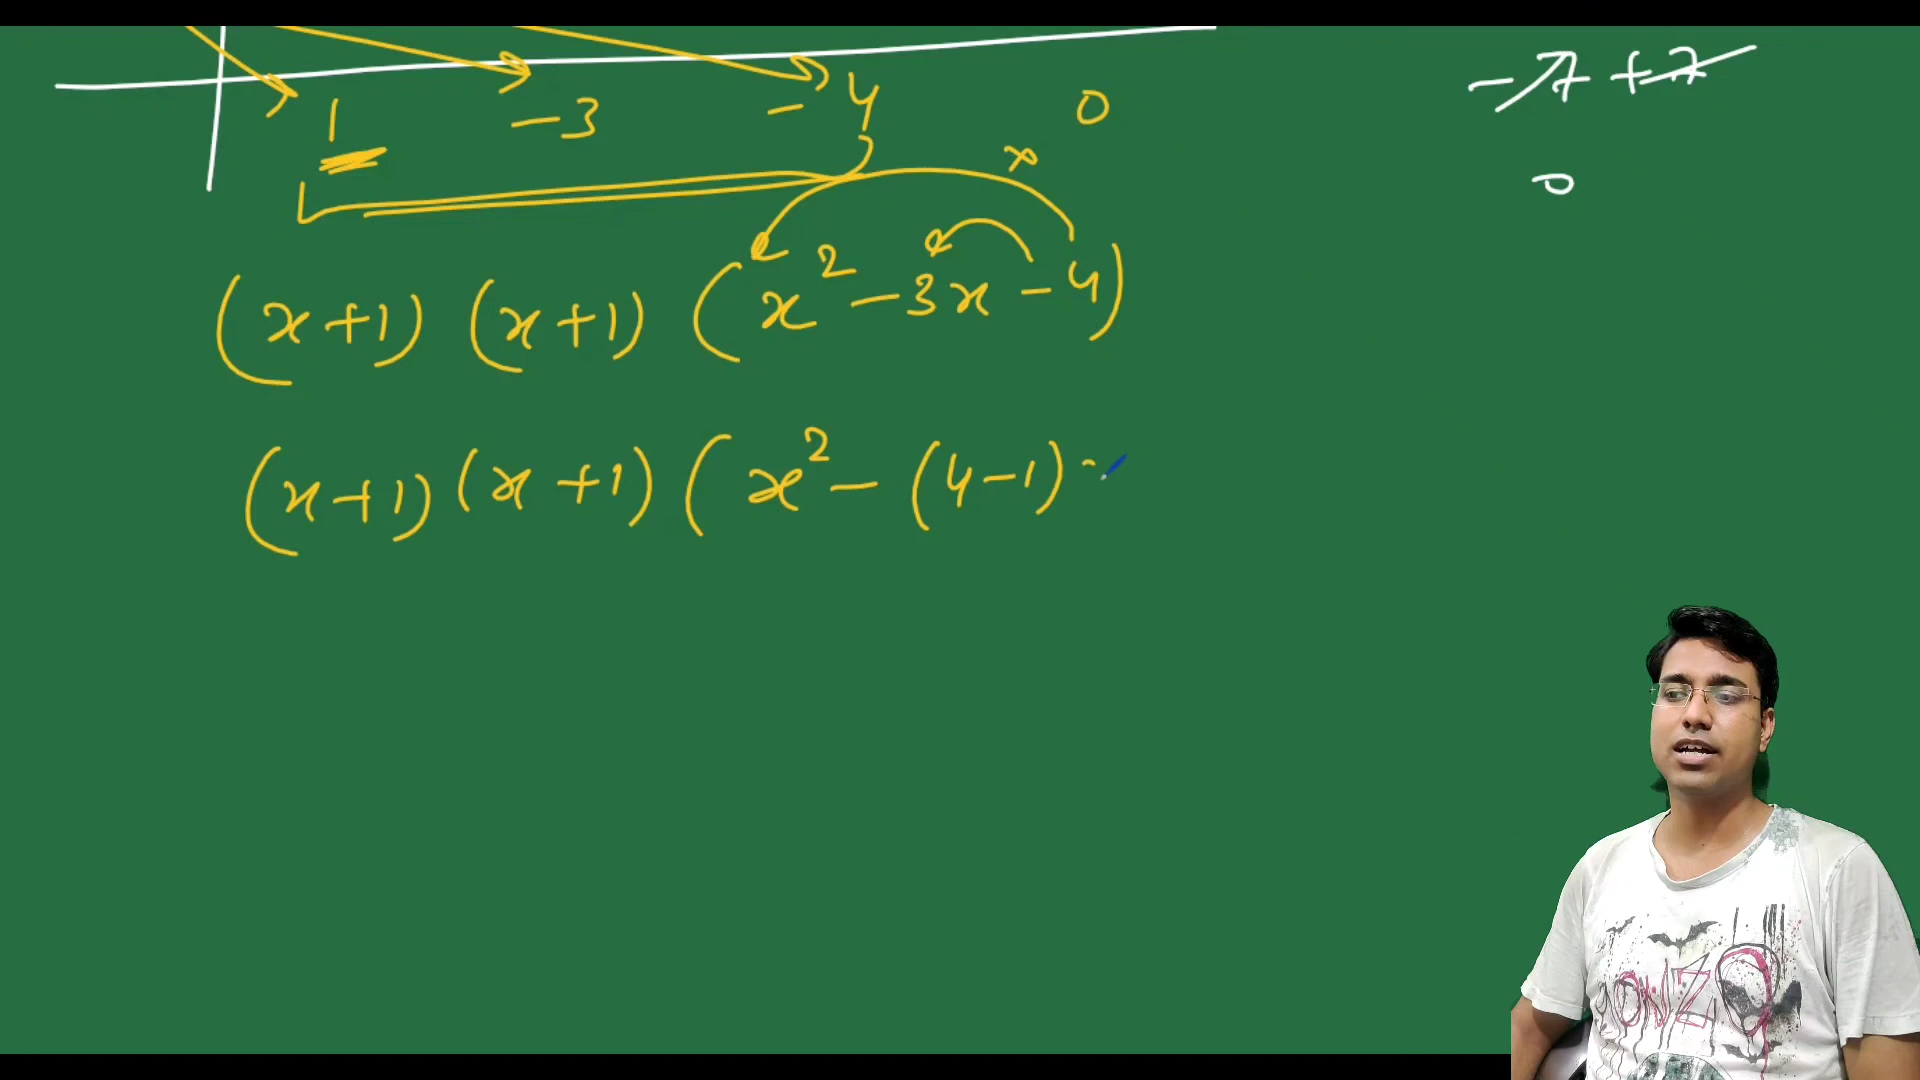 -7 + 7
1 -3 -4 0
0
x
(x+1) (x+1) (x² - 3x - 4)
(x+1) (x+1) (x² - (4-1)